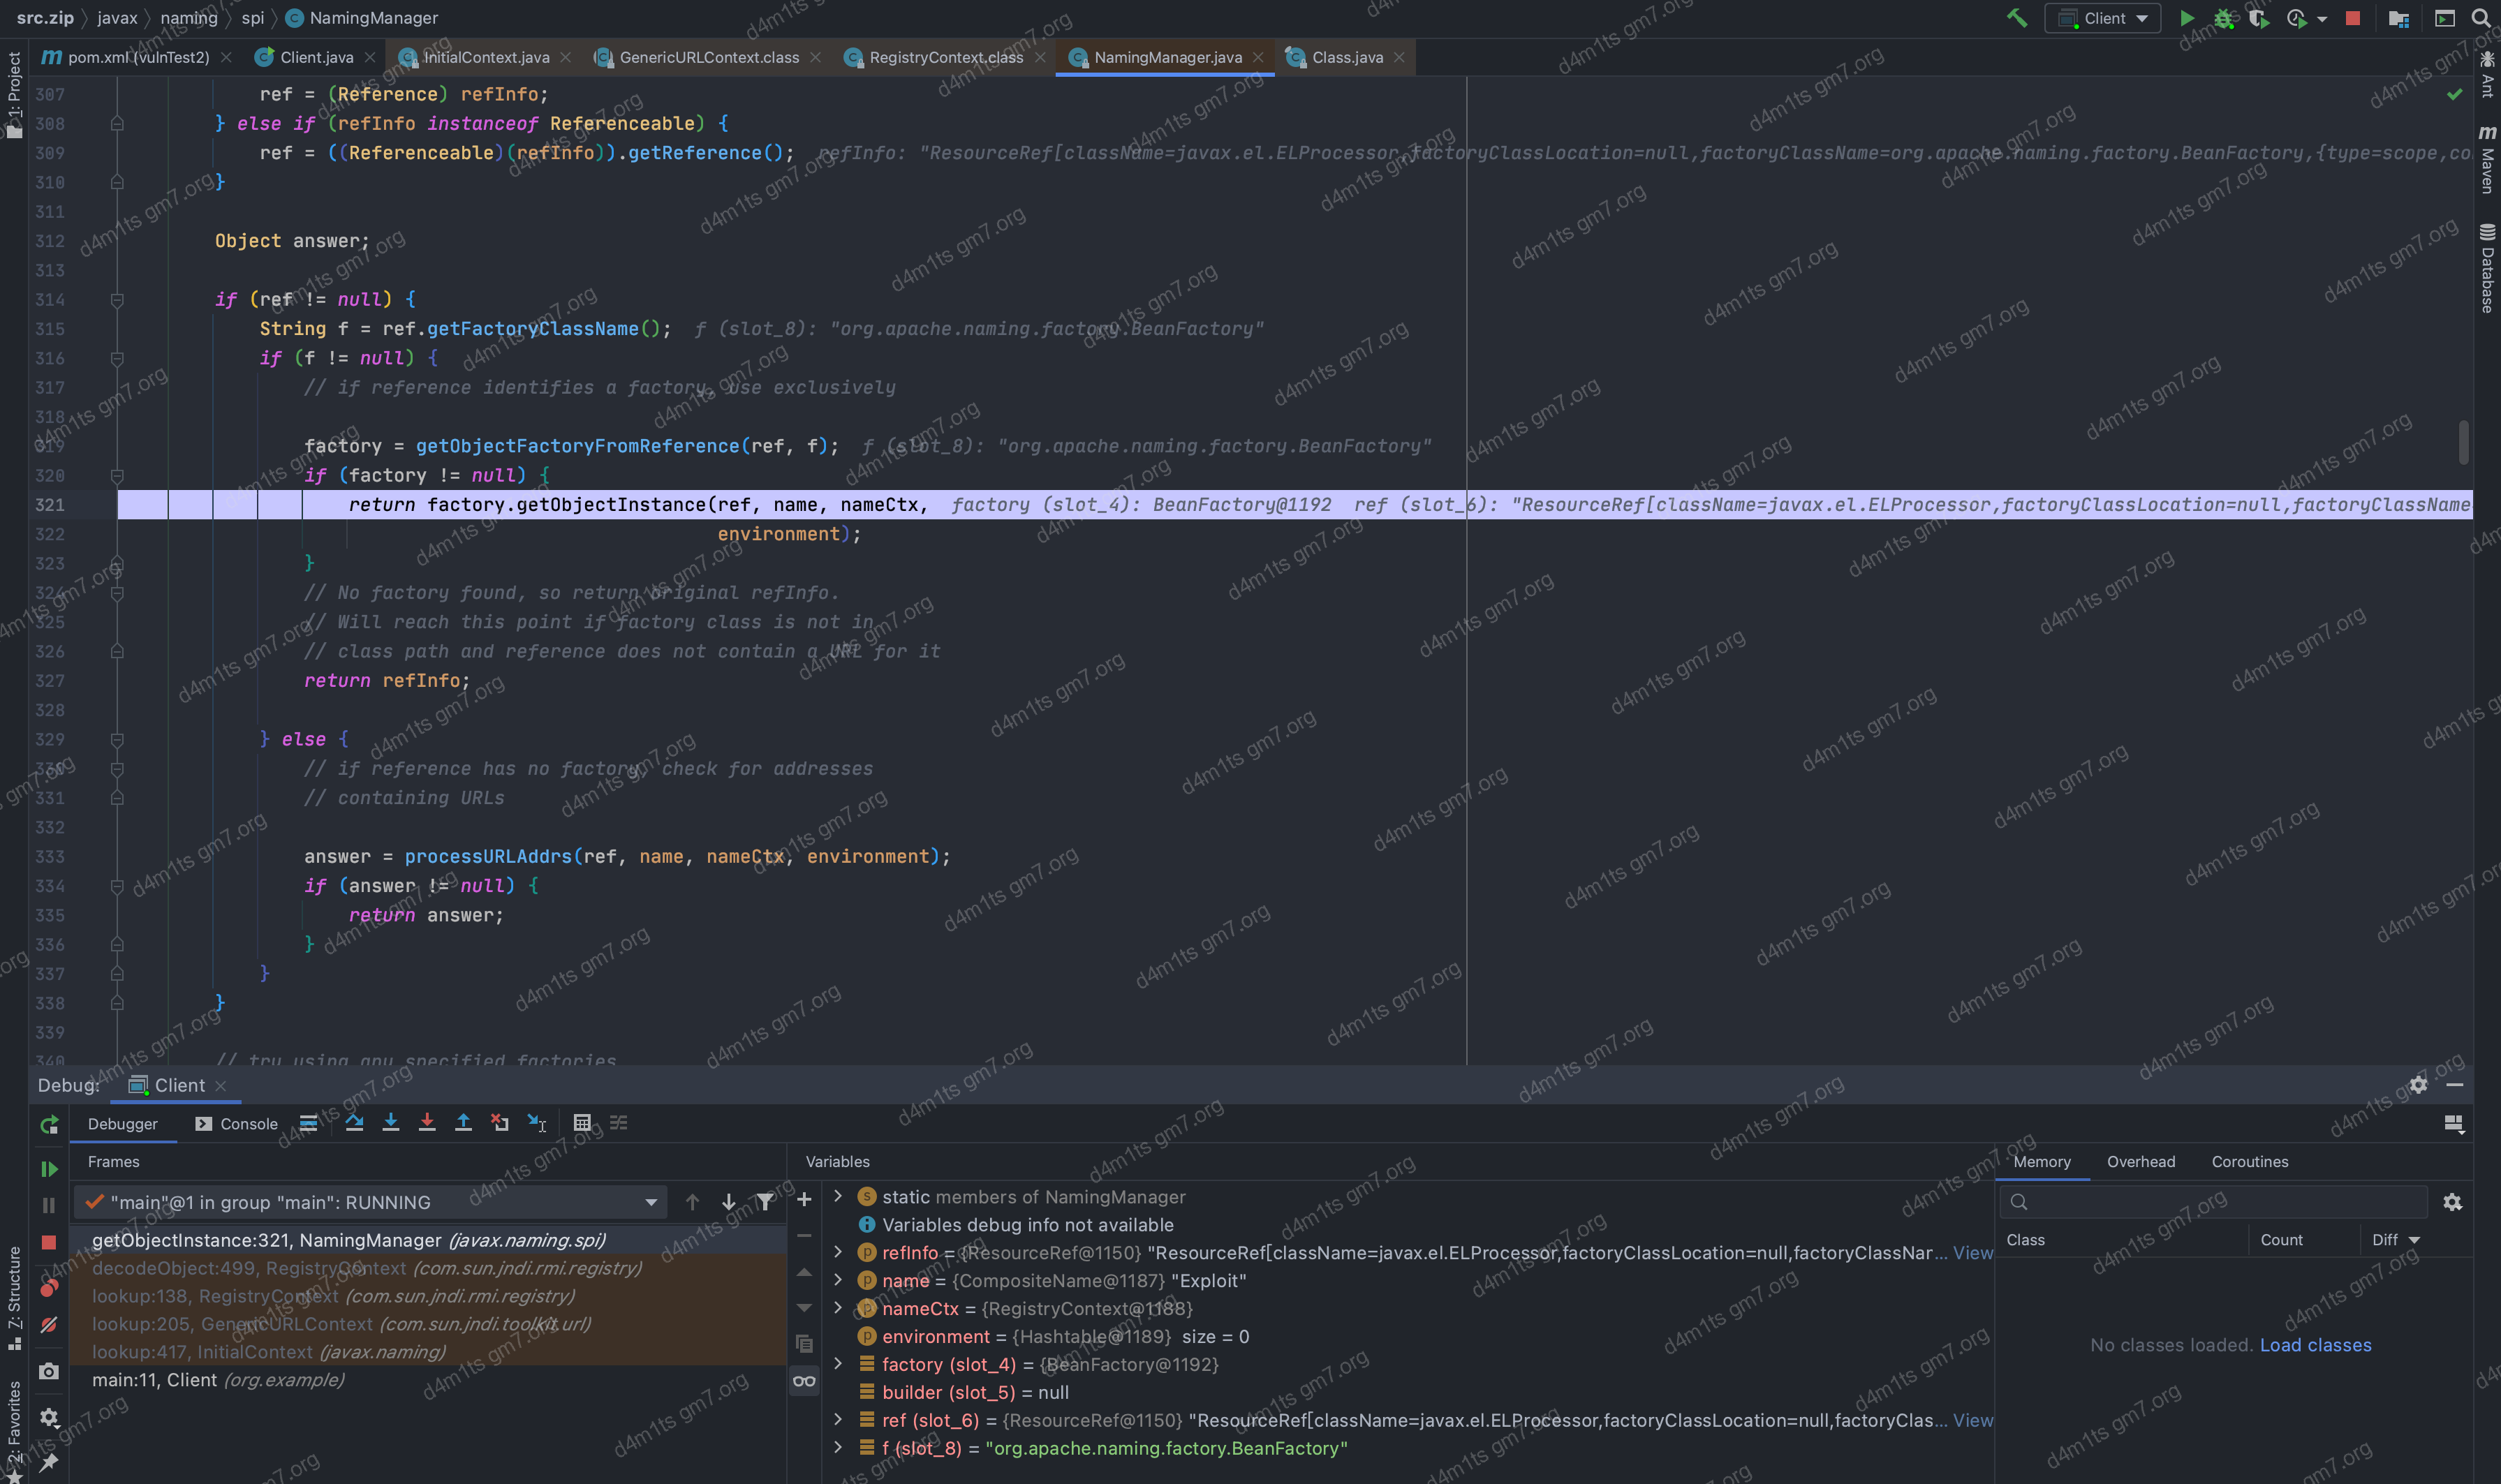 src.zip › javax › naming › spi › NamingManager
Client
pom.xml (vulnTest2)
Client.java
InitialContext.java
GenericURLContext.class
RegistryContext.class
NamingManager.java
Class.java
1: Project
Ant
Maven
Database
307 ref = (Reference) refInfo;
308 } else if (refInfo instanceof Referenceable) {
309 ref = ((Referenceable)(refInfo)).getReference(); refInfo: "ResourceRef[className=javax.el.ELProcessor,factoryClassLocation=null,factoryClassName=org.apache.naming.factory.BeanFactory,{type=scope,co
310 }
311
312 Object answer;
313
314 if (ref != null) {
315 String f = ref.getFactoryClassName(); f (slot_8): "org.apache.naming.factory.BeanFactory"
316 if (f != null) {
317 // if reference identifies a factory, use exclusively
318
319 factory = getObjectFactoryFromReference(ref, f); f (slot_8): "org.apache.naming.factory.BeanFactory"
320 if (factory != null) {
321 return factory.getObjectInstance(ref, name, nameCtx, factory (slot_4): BeanFactory@1192 ref (slot_6): "ResourceRef[className=javax.el.ELProcessor,factoryClassLocation=null,factoryClassName
322 environment);
323 }
324 // No factory found, so return original refInfo.
325 // Will reach this point if factory class is not in
326 // class path and reference does not contain a URL for it
327 return refInfo;
328
329 } else {
330 // if reference has no factory, check for addresses
331 // containing URLs
332
333 answer = processURLAddrs(ref, name, nameCtx, environment);
334 if (answer != null) {
335 return answer;
336 }
337 }
338 }
339
340 // try using any specified factories
Debug: Client
Debugger Console
Frames
"main"@1 in group "main": RUNNING
getObjectInstance:321, NamingManager (javax.naming.spi)
decodeObject:499, RegistryContext (com.sun.jndi.rmi.registry)
lookup:138, RegistryContext (com.sun.jndi.rmi.registry)
lookup:205, GenericURLContext (com.sun.jndi.toolkit.url)
lookup:417, InitialContext (javax.naming)
main:11, Client (org.example)
Variables
static members of NamingManager
Variables debug info not available
refInfo = {ResourceRef@1150} "ResourceRef[className=javax.el.ELProcessor,factoryClassLocation=null,factoryClassNar... View
name = {CompositeName@1187} "Exploit"
nameCtx = {RegistryContext@1188}
environment = {Hashtable@1189} size = 0
factory (slot_4) = {BeanFactory@1192}
builder (slot_5) = null
ref (slot_6) = {ResourceRef@1150} "ResourceRef[className=javax.el.ELProcessor,factoryClassLocation=null,factoryClas... View
f (slot_8) = "org.apache.naming.factory.BeanFactory"
Memory Overhead Coroutines
Class Count Diff
No classes loaded. Load classes
7: Structure
2: Favorites
d4m1ts gm7.org